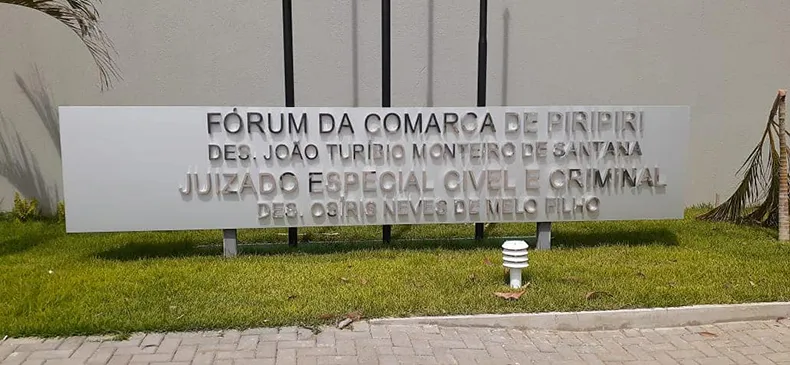 FÓRUM DA COMARCA DE PIRIPIRI
DES. JOÃO TURÍBIO MONTEIRO DE SANTANA
JUIZADO ESPECIAL CIVEL E CRIMINAL
DES. OSÍRIS NEVES DE MELO FILHO